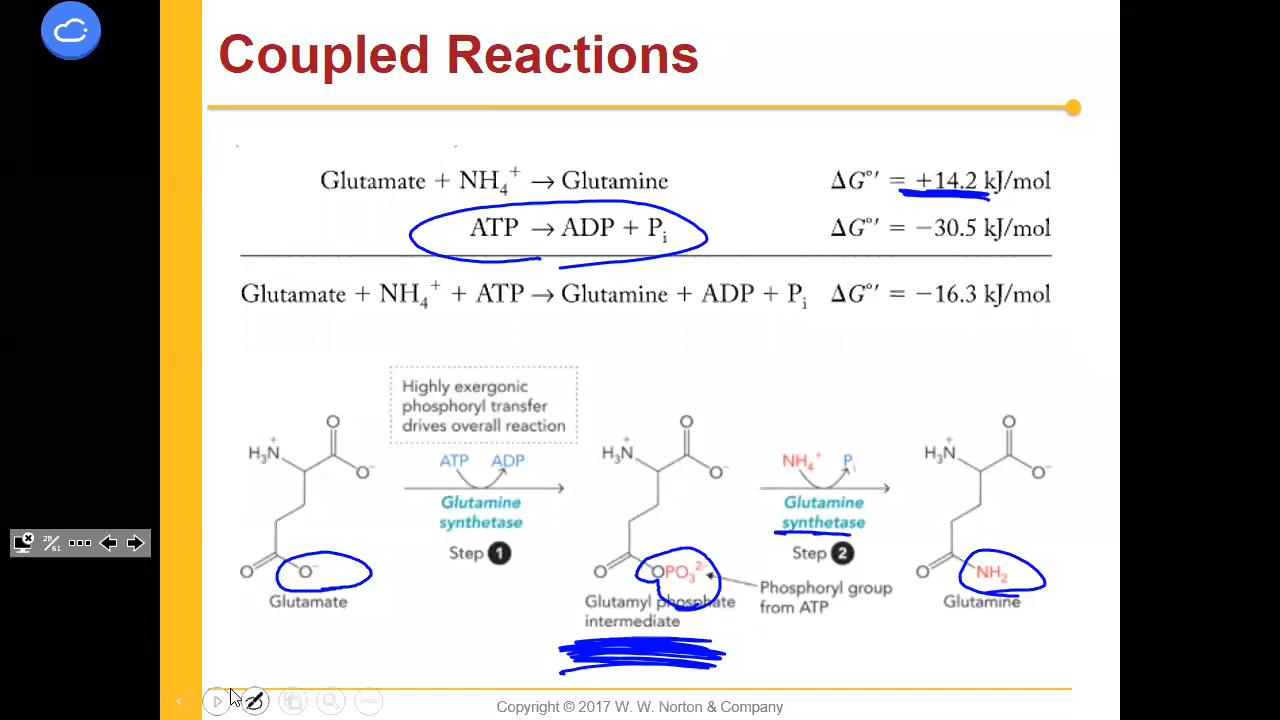 Coupled Reactions
Glutamate + NH₄⁺ → Glutamine ΔG°′ = +14.2 kJ/mol
ATP → ADP + Pᵢ ΔG°′ = −30.5 kJ/mol
Glutamate + NH₄⁺ + ATP → Glutamine + ADP + Pᵢ ΔG°′ = −16.3 kJ/mol
Highly exergonic
phosphoryl transfer
drives overall reaction
O O O
H₃N⁺ H₃N⁺ H₃N⁺
ATP ADP NH₄⁺ Pᵢ
O⁻ O⁻ O⁻
Glutamine
synthetase
Step 1
Glutamine
synthetase
Step 2
O O⁻
Glutamate
O OPO₃²⁻
Glutamyl phosphate
intermediate
Phosphoryl group
from ATP
O NH₂
Glutamine
28/61
Copyright © 2017 W. W. Norton & Company